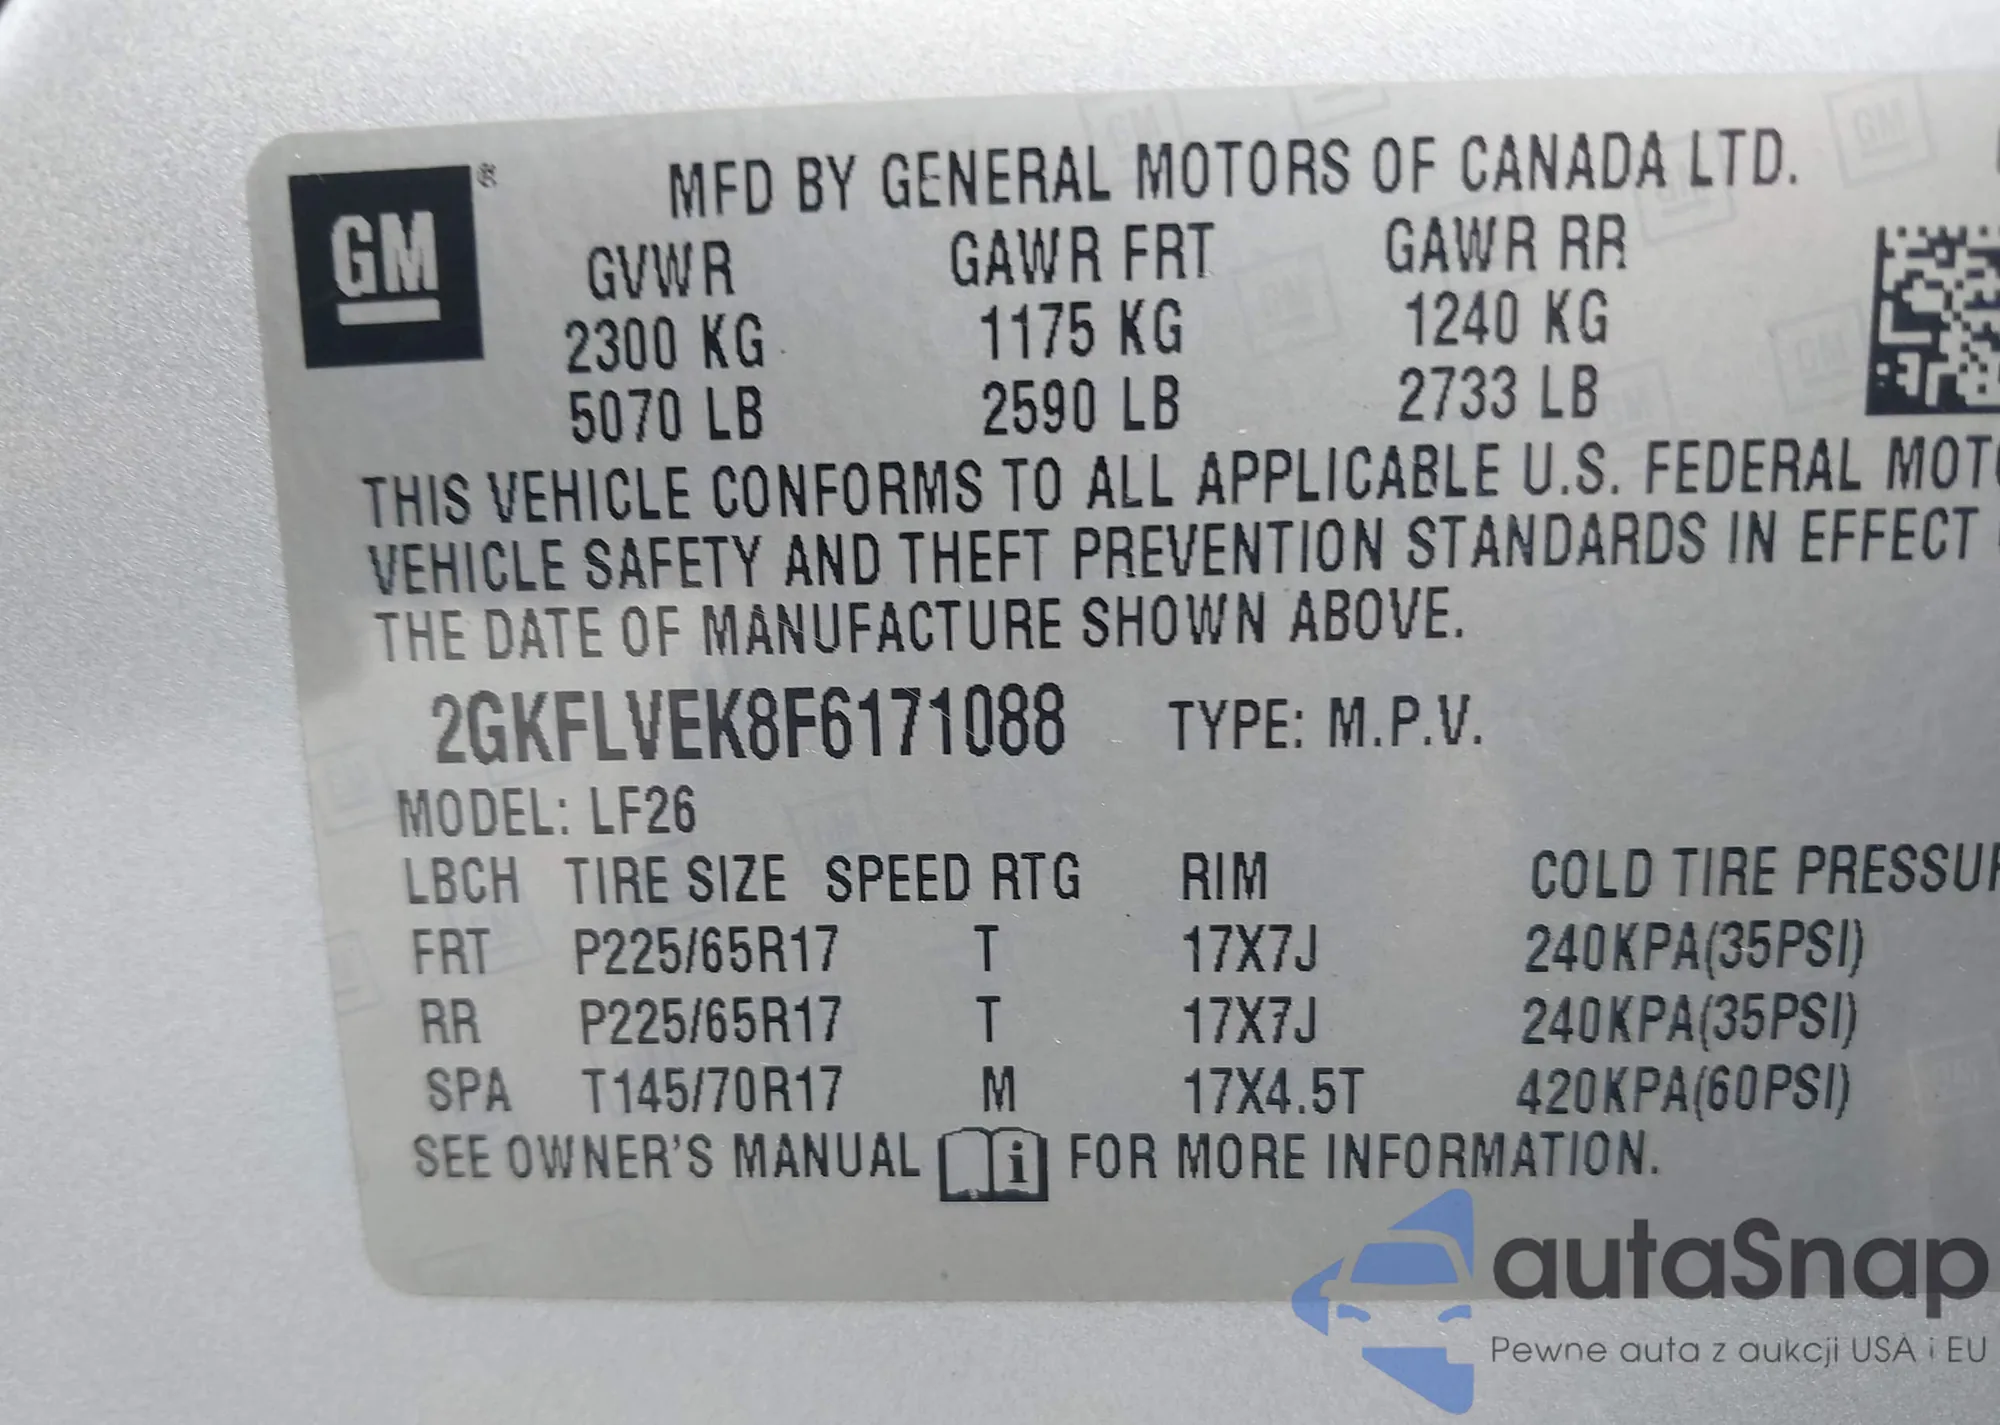 MFD BY GENERAL MOTORS OF CANADA LTD.
GM ®
GVWR GAWR FRT GAWR RR
2300 KG 1175 KG 1240 KG
5070 LB 2590 LB 2733 LB
THIS VEHICLE CONFORMS TO ALL APPLICABLE U.S. FEDERAL MOTO
VEHICLE SAFETY AND THEFT PREVENTION STANDARDS IN EFFECT
THE DATE OF MANUFACTURE SHOWN ABOVE.
2GKFLVEK8F6171088 TYPE: M.P.V.
MODEL: LF26
LBCH TIRE SIZE SPEED RTG RIM COLD TIRE PRESSUR
FRT P225/65R17 T 17X7J 240KPA(35PSI)
RR P225/65R17 T 17X7J 240KPA(35PSI)
SPA T145/70R17 M 17X4.5T 420KPA(60PSI)
SEE OWNER'S MANUAL i FOR MORE INFORMATION.
autaSnap
Pewne auta z aukcji USA i EU